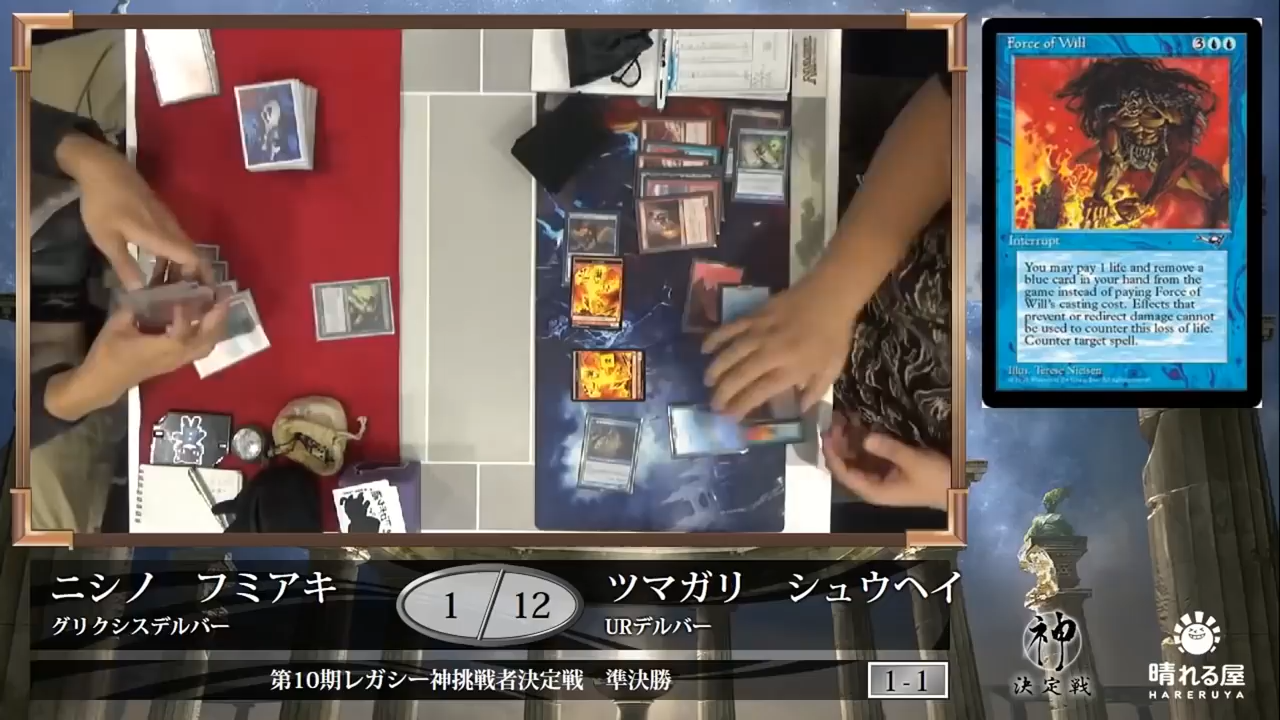 Force of Will 3
Interrupt
You may pay 1 life and remove a
blue card in your hand from the
game instead of paying Force of
Will's casting cost. Effects that
prevent or redirect damage cannot
be used to counter this loss of life.
Counter target spell.
Illus. Terese Nielsen
ニシノ フミアキ
グリクシスデルバー
1 / 12
ツマガリ シュウヘイ
URデルバー
第10期レガシー神挑戦者決定戦 準決勝
1-1
神
決定戦
晴れる屋
HARERUYA